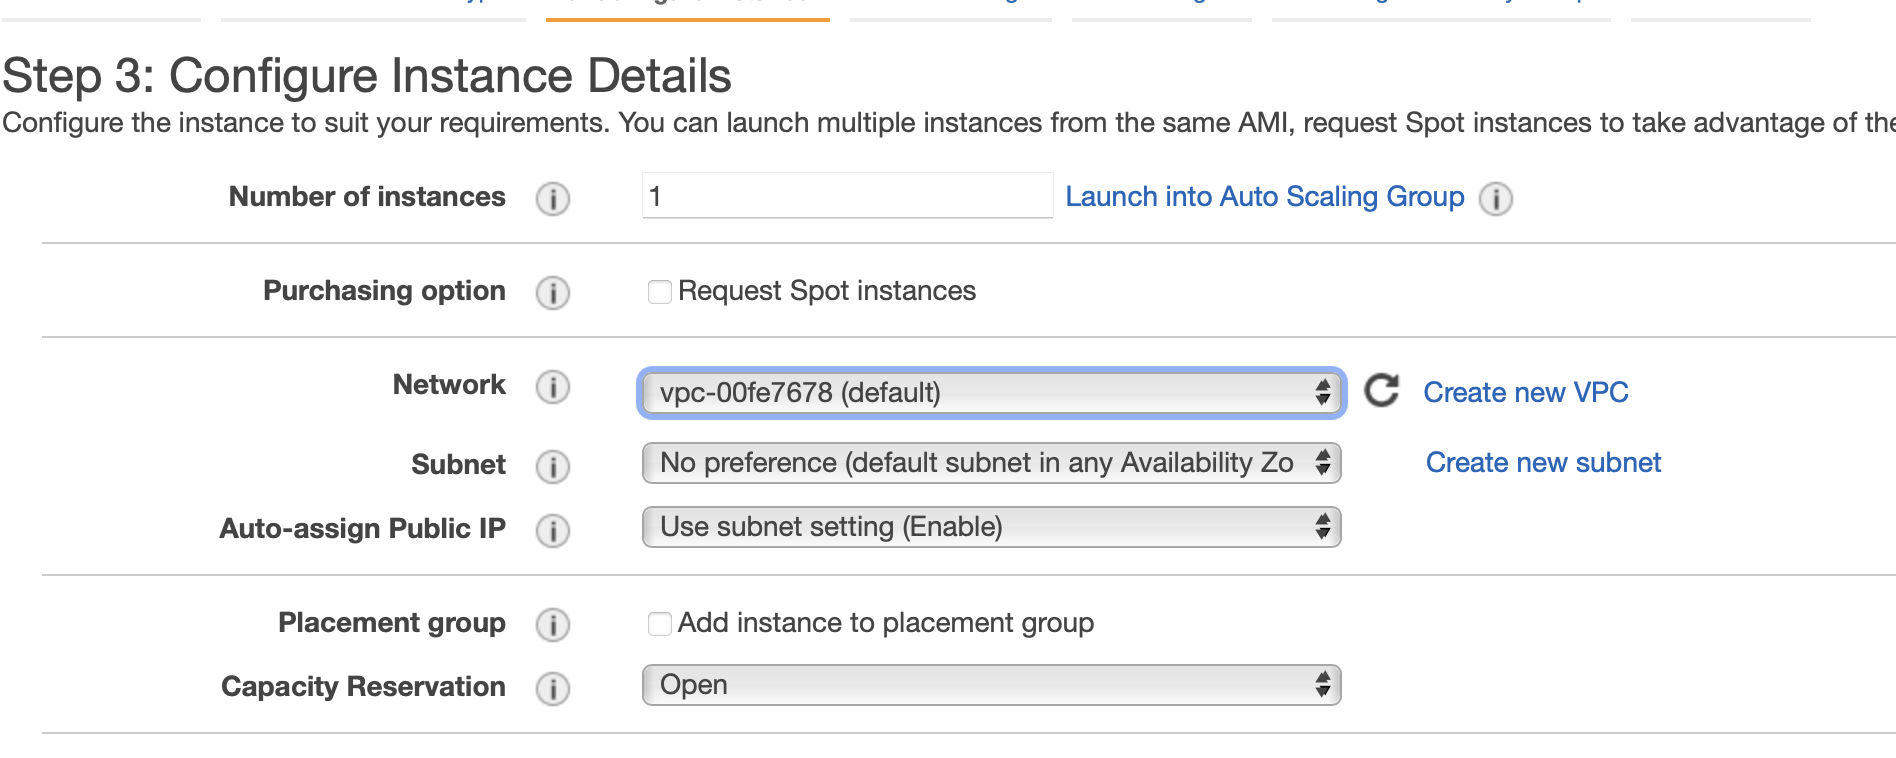 Step 3: Configure Instance Details
Configure the instance to suit your requirements. You can launch multiple instances from the same AMI, request Spot instances to take advantage of the
Number of instances 1 Launch into Auto Scaling Group
Purchasing option Request Spot instances
Network vpc-00fe7678 (default) Create new VPC
Subnet No preference (default subnet in any Availability Zo Create new subnet
Auto-assign Public IP Use subnet setting (Enable)
Placement group Add instance to placement group
Capacity Reservation Open